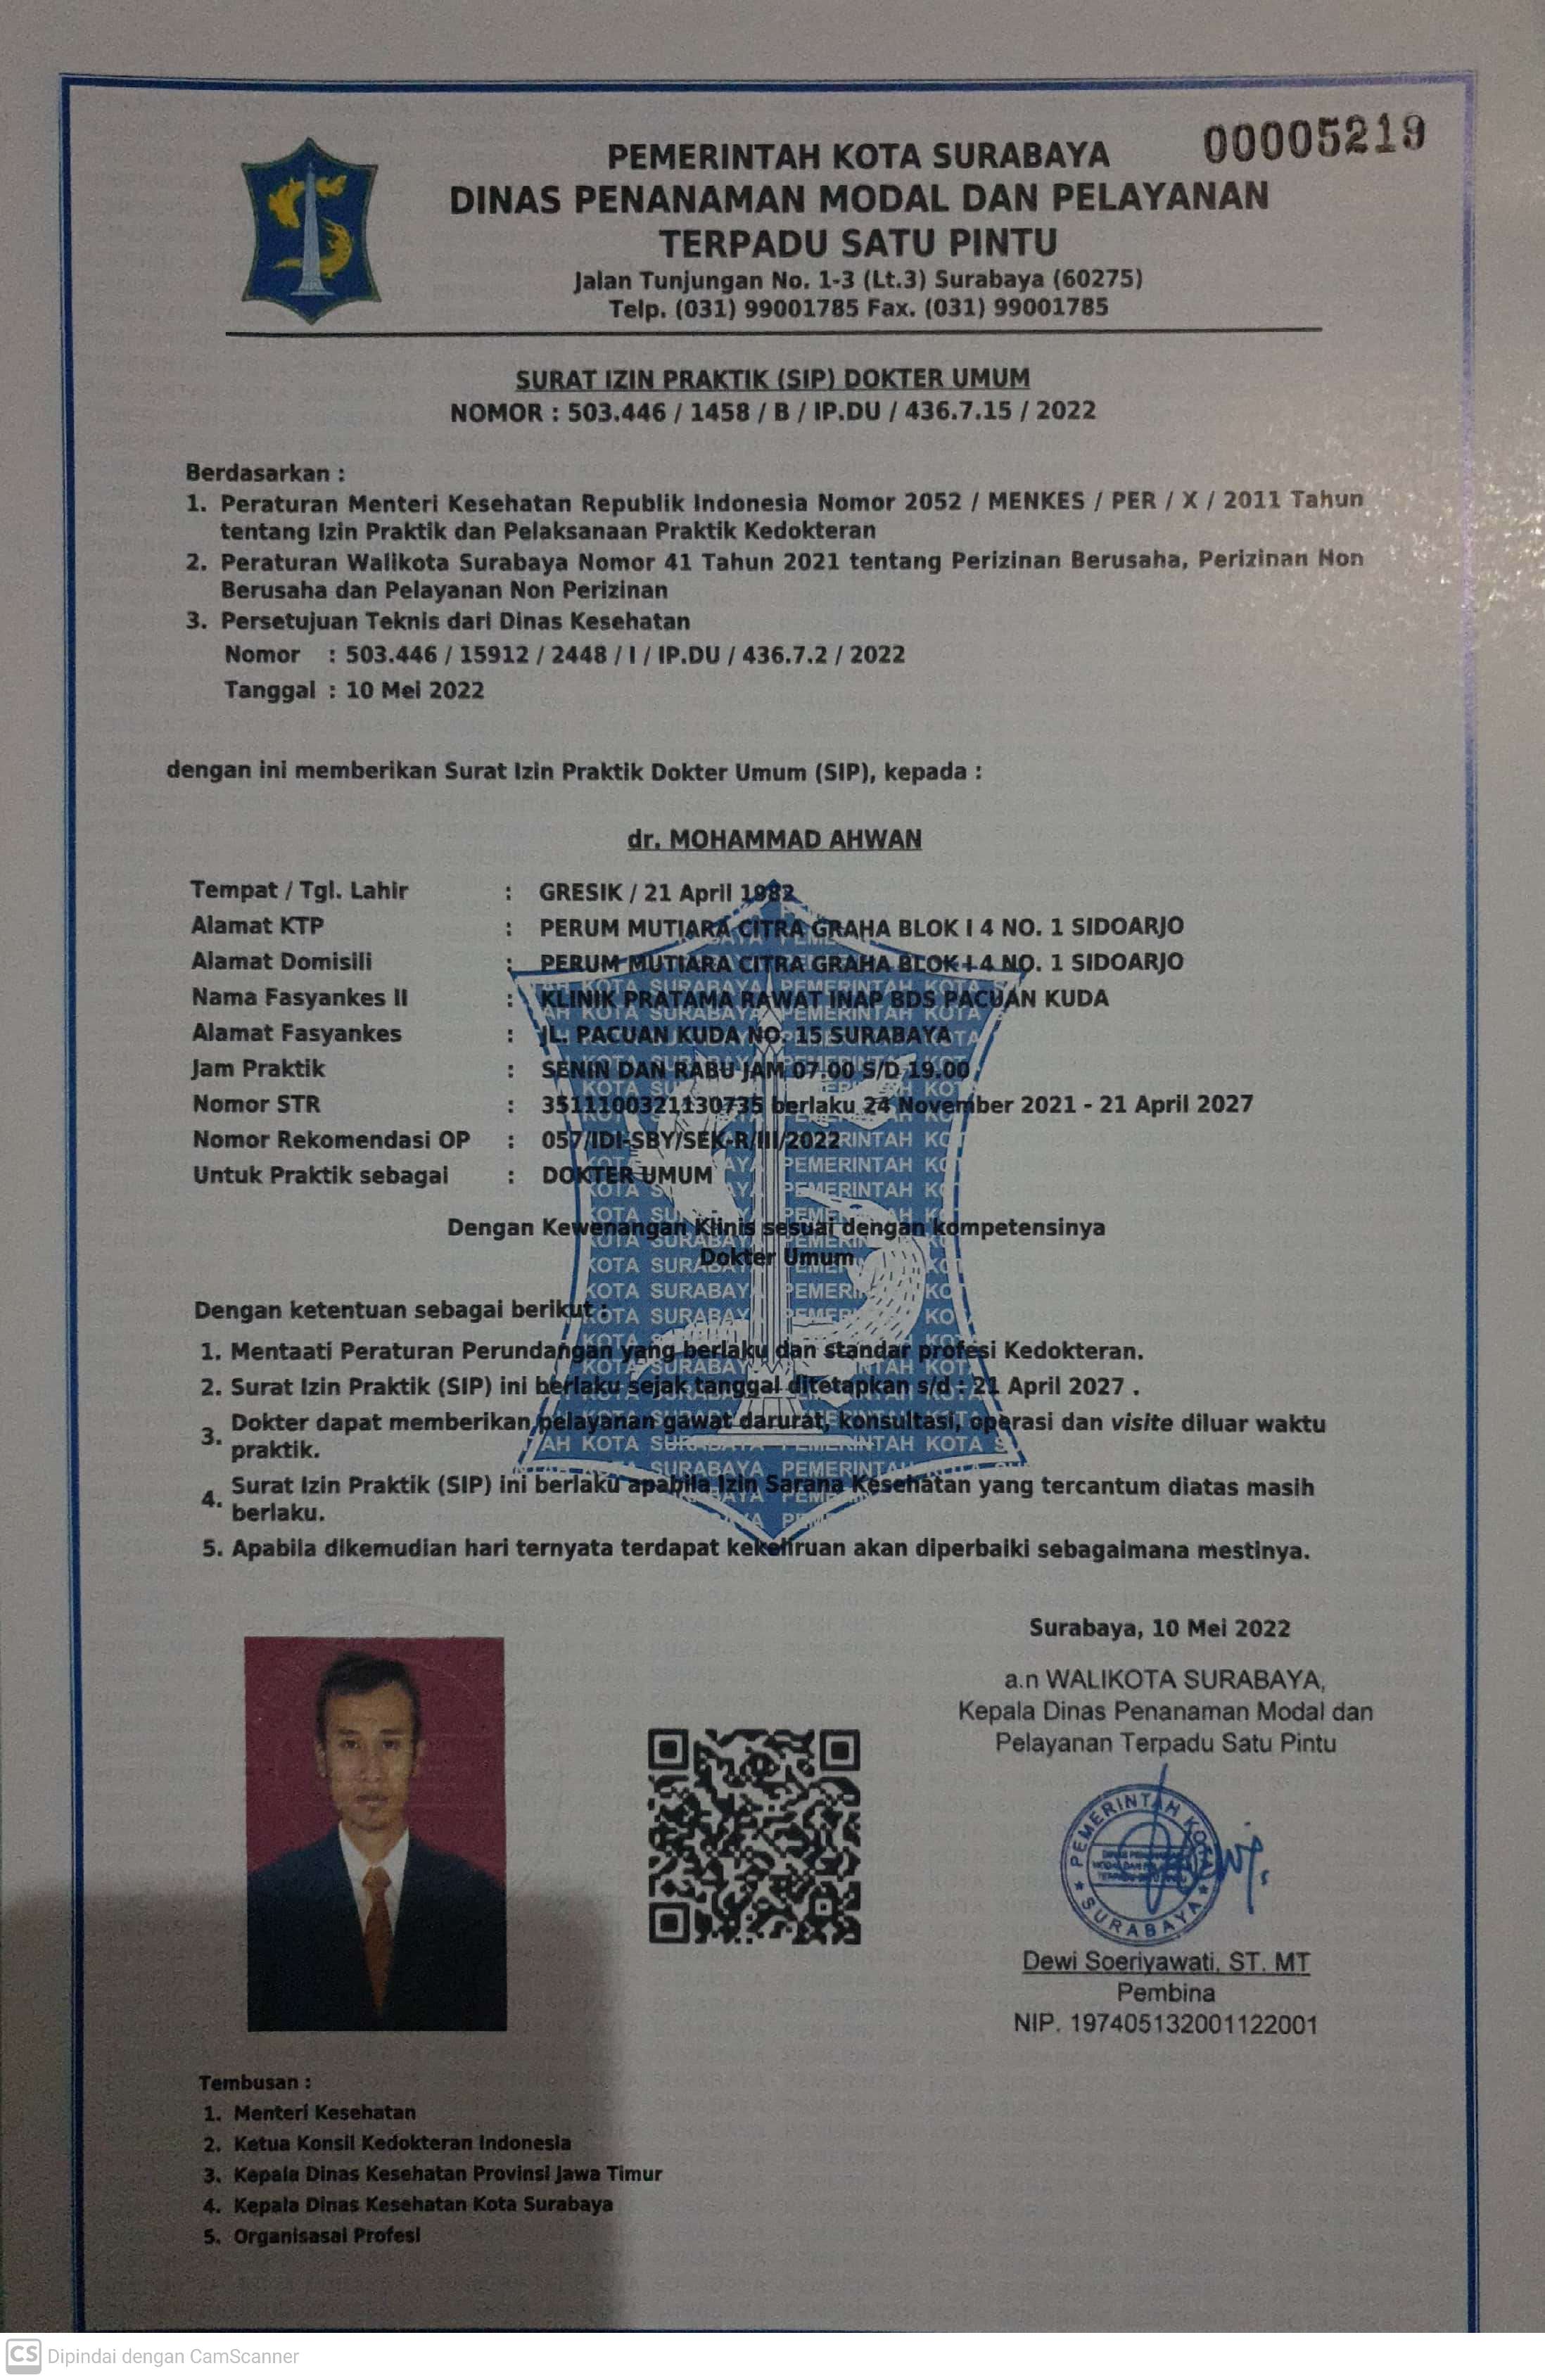 00005219
PEMERINTAH KOTA SURABAYA
DINAS PENANAMAN MODAL DAN PELAYANAN
TERPADU SATU PINTU
Jalan Tunjungan No. 1-3 (Lt.3) Surabaya (60275)
Telp. (031) 99001785 Fax. (031) 99001785
SURAT IZIN PRAKTIK (SIP) DOKTER UMUM
NOMOR : 503.446 / 1458 / B / IP.DU / 436.7.15 / 2022
Berdasarkan :
1. Peraturan Menteri Kesehatan Republik Indonesia Nomor 2052 / MENKES / PER / X / 2011 Tahun
tentang Izin Praktik dan Pelaksanaan Praktik Kedokteran
2. Peraturan Walikota Surabaya Nomor 41 Tahun 2021 tentang Perizinan Berusaha, Perizinan Non
Berusaha dan Pelayanan Non Perizinan
3. Persetujuan Teknis dari Dinas Kesehatan
Nomor : 503.446 / 15912 / 2448 / I / IP.DU / 436.7.2 / 2022
Tanggal : 10 Mei 2022
dengan ini memberikan Surat Izin Praktik Dokter Umum (SIP), kepada :
dr. MOHAMMAD AHWAN
Tempat / Tgl. Lahir : GRESIK / 21 April 1982
Alamat KTP : PERUM MUTIARA CITRA GRAHA BLOK I 4 NO. 1 SIDOARJO
Alamat Domisili : PERUM MUTIARA CITRA GRAHA BLOK I 4 NO. 1 SIDOARJO
Nama Fasyankes II : KLINIK PRATAMA RAWAT INAP BDS PACUAN KUDA
Alamat Fasyankes : JL. PACUAN KUDA NO. 15 SURABAYA
Jam Praktik : SENIN DAN RABU JAM 07.00 S/D 19.00
Nomor STR : 3511100321130735 berlaku 24 November 2021 - 21 April 2027
Nomor Rekomendasi OP : 057/IDI-SBY/SEK-R/III/2022
Untuk Praktik sebagai : DOKTER UMUM
Dengan Kewenangan Klinis sesuai dengan kompetensinya
Dokter Umum
Dengan ketentuan sebagai berikut :
1. Mentaati Peraturan Perundangan yang berlaku dan standar profesi Kedokteran.
2. Surat Izin Praktik (SIP) ini berlaku sejak tanggal ditetapkan s/d : 21 April 2027 .
3. Dokter dapat memberikan pelayanan gawat darurat, konsultasi, operasi dan visite diluar waktu
praktik.
4. Surat Izin Praktik (SIP) ini berlaku apabila Izin Sarana Kesehatan yang tercantum diatas masih
berlaku.
5. Apabila dikemudian hari ternyata terdapat kekeliruan akan diperbaiki sebagaimana mestinya.
Surabaya, 10 Mei 2022
a.n WALIKOTA SURABAYA,
Kepala Dinas Penanaman Modal dan
Pelayanan Terpadu Satu Pintu
PEMERINTAH KOTA
SURABAYA
Dewi Soeriyawati, ST. MT
Pembina
NIP. 197405132001122001
Tembusan :
1. Menteri Kesehatan
2. Ketua Konsil Kedokteran Indonesia
3. Kepala Dinas Kesehatan Provinsi Jawa Timur
4. Kepala Dinas Kesehatan Kota Surabaya
5. Organisasai Profesi
CS Dipindai dengan CamScanner